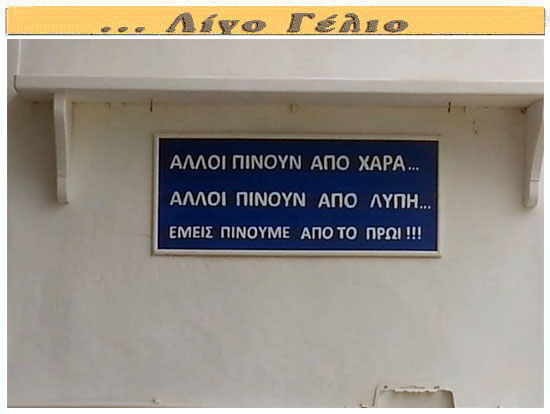 ... Λίγο Γέλιο
ΑΛΛΟΙ ΠΙΝΟΥΝ ΑΠΟ ΧΑΡΑ...
ΑΛΛΟΙ ΠΙΝΟΥΝ ΑΠΟ ΛΥΠΗ...
ΕΜΕΙΣ ΠΙΝΟΥΜΕ ΑΠΟ ΤΟ ΠΡΩΙ!!!